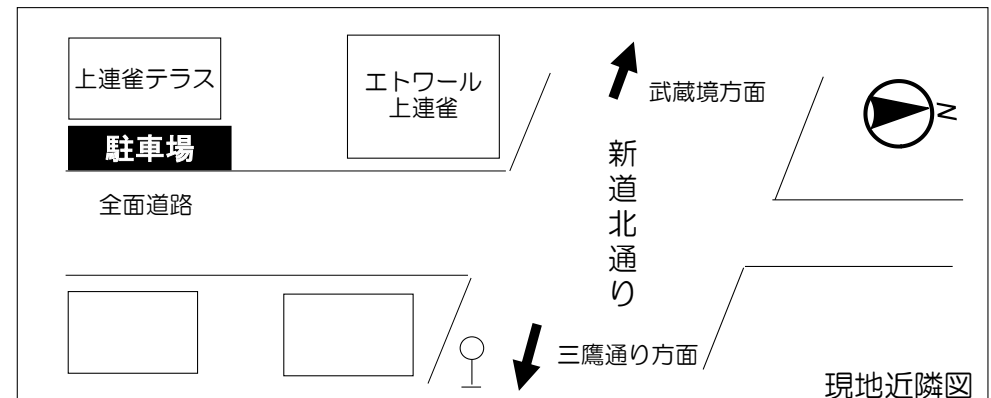 上連雀テラス
駐車場
全面道路
エトワール
上連雀
武蔵境方面
新道北通り
三鷹通り方面
N
現地近隣図